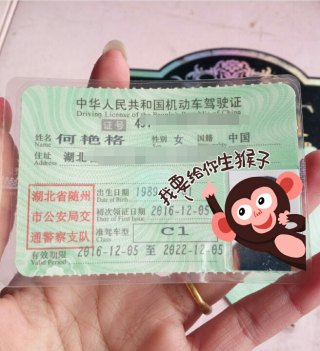 中华人民共和国机动车驾驶证
Driving License of the People's Republic of China
证号 4
姓名 何艳格 性别 女 国籍 中国
Name
住址 湖北
Address
出生日期 1989
Date of Birth
湖北省随州
市公安局交
通警察支队
初次领证日期 2016-12-05
Date of First Issue
准驾车型 C1
Class
有效期限 2016-12-05 至 2022-12-05
Valid Period
我要给你生猴子